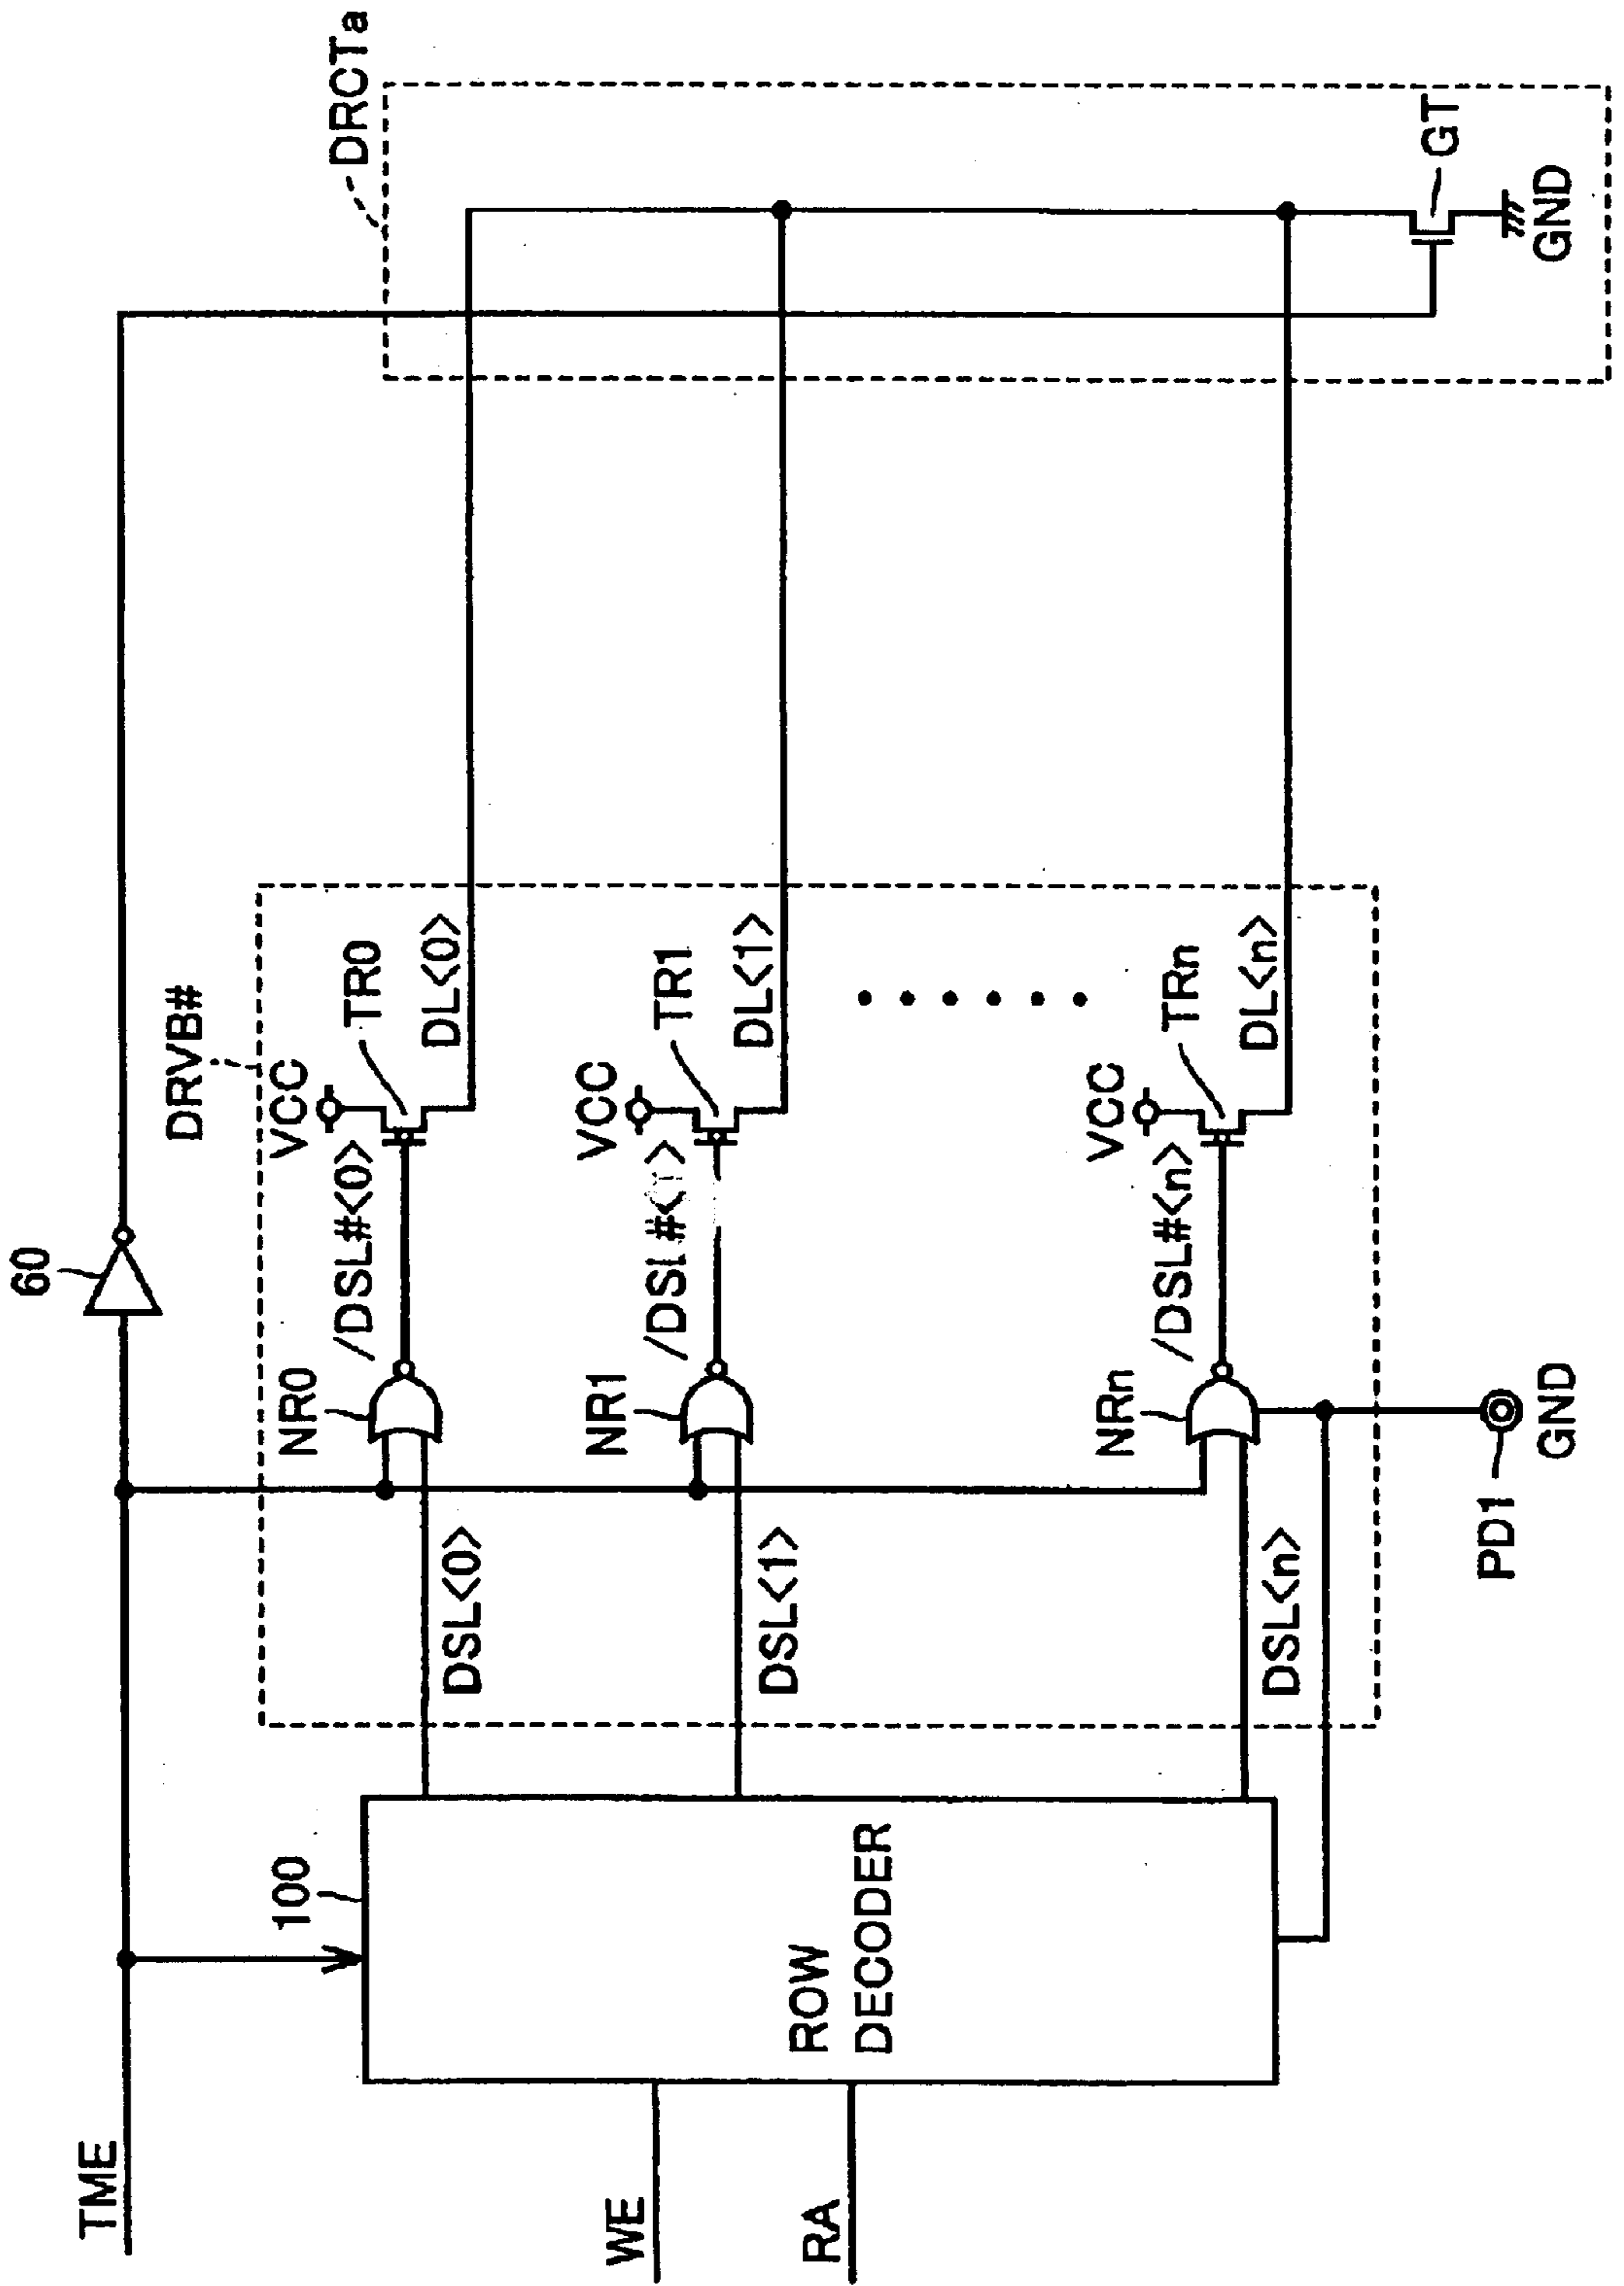 TME
WE
RA
100
ROW
DECODER
60
DRVB#
DSL<0>
NR0
/DSL#<0>
VCC
TR0
DL<0>
DSL<1>
NR1
VCC
TR1
DL<1>
DSL<n>
NRn
/DSL#<n>
VCC
TRn
DL<n>
PD1
GND
DRCTa
GT
GND